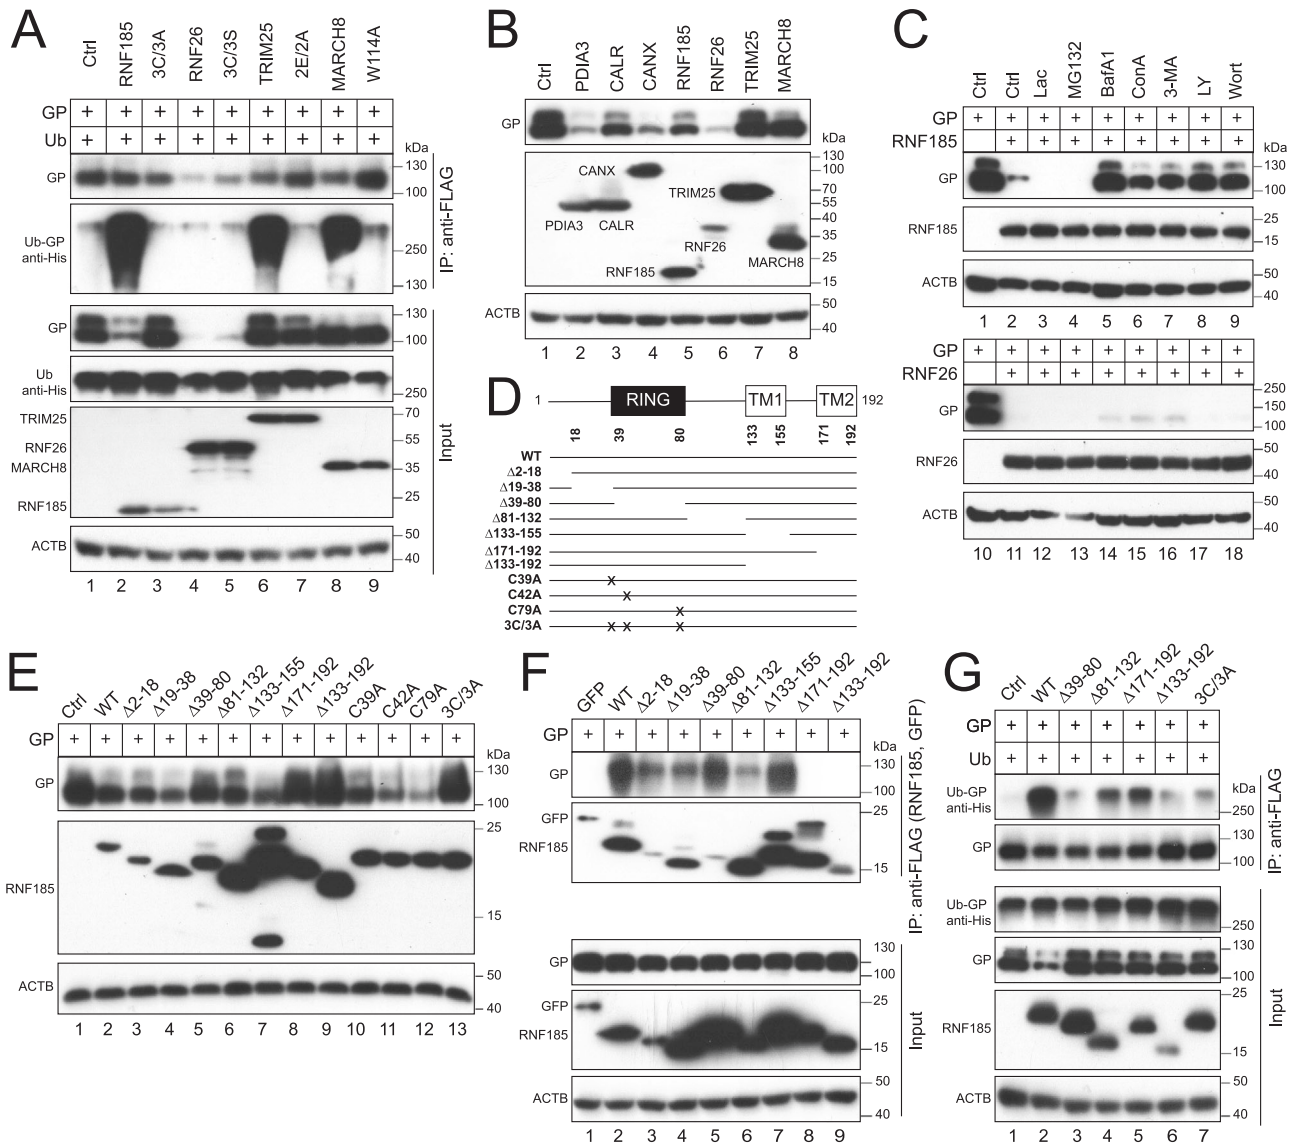 A
Ctrl RNF185 3C/3A RNF26 3C/3S TRIM25 2E/2A MARCH8 W114A
GP + + + + + + + + +
Ub + + + + + + + + +
kDa
GP 130 100
Ub-GP anti-His 250 130
IP: anti-FLAG
GP 130 100
Ub anti-His 250
TRIM25 70
RNF26 55
MARCH8 35
RNF185 25
ACTB 50 40
Input
1 2 3 4 5 6 7 8 9
B
Ctrl PDIA3 CALR CANX RNF185 RNF26 TRIM25 MARCH8
GP
kDa
CANX 130 100
TRIM25 70 55
PDIA3 CALR 40 35
RNF26
MARCH8 25
RNF185 15
ACTB 50 40
1 2 3 4 5 6 7 8
C
Ctrl Ctrl Lac MG132 BafA1 ConA 3-MA LY Wort
GP + + + + + + + + +
RNF185 + + + + + + + +
kDa
GP 130 100
RNF185 25 15
ACTB 50 40
1 2 3 4 5 6 7 8 9
GP + + + + + + + + +
RNF26 + + + + + + + +
GP 250 150 100
RNF26 50 40
ACTB 50 40
10 11 12 13 14 15 16 17 18
D
1 RING TM1 TM2 192
18 39 80 133 155 171 192
WT
Δ2-18
Δ19-38
Δ39-80
Δ81-132
Δ133-155
Δ171-192
Δ133-192
C39A x
C42A x
C79A x
3C/3A x x x
E
Ctrl WT Δ2-18 Δ19-38 Δ39-80 Δ81-132 Δ133-155 Δ171-192 Δ133-192 C39A C42A C79A 3C/3A
GP + + + + + + + + + + + + +
kDa
GP 130 100
RNF185 25 15
ACTB 50 40
1 2 3 4 5 6 7 8 9 10 11 12 13
F
GFP WT Δ2-18 Δ19-38 Δ39-80 Δ81-132 Δ133-155 Δ171-192 Δ133-192
GP + + + + + + + + +
kDa
GP 130 100
GFP 25
RNF185 15
IP: anti-FLAG (RNF185, GFP)
GP 130 100
GFP 25
RNF185 15
ACTB 50 40
Input
1 2 3 4 5 6 7 8 9
G
Ctrl WT Δ39-80 Δ81-132 Δ171-192 Δ133-192 3C/3A
GP + + + + + + +
Ub + + + + + + +
kDa
Ub-GP anti-His 250
GP 130 100
IP: anti-FLAG
Ub-GP anti-His 250
GP 130 100
RNF185 25 15
ACTB 50 40
Input
1 2 3 4 5 6 7